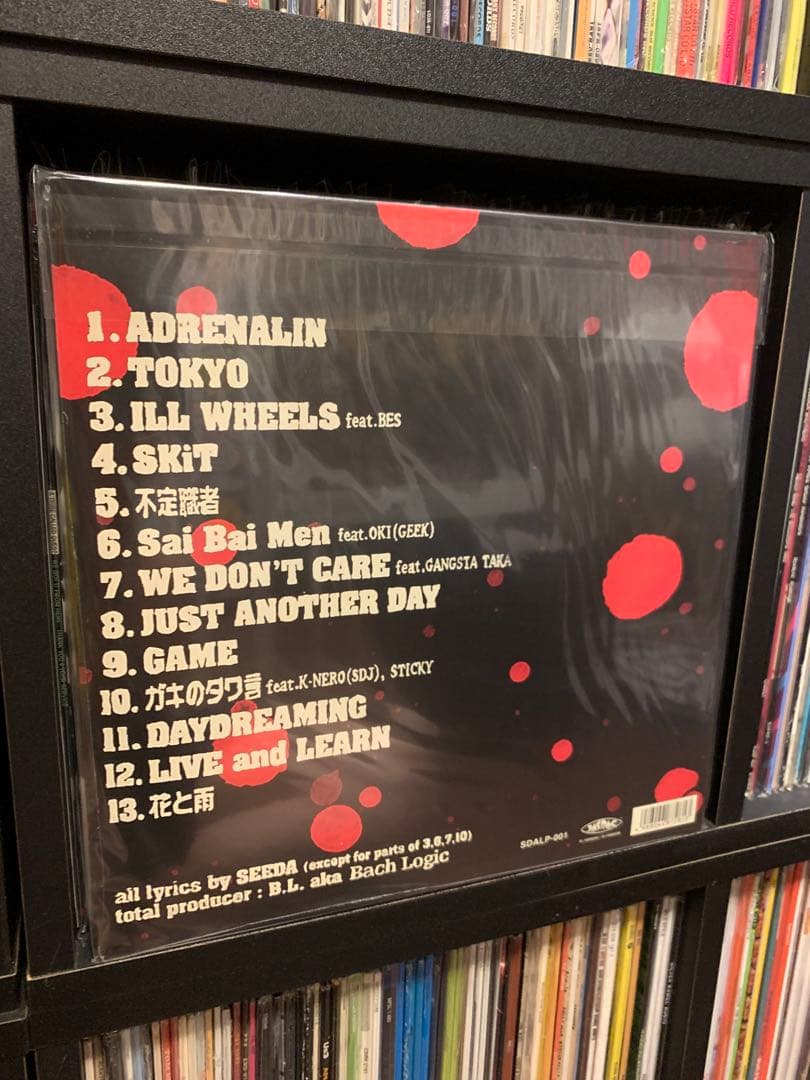 1. ADRENALIN
2. TOKYO
3. ILL WHEELS feat.BES
4. SKiT
5. 不定職者
6. Sai Bai Men feat.OKI(GEEK)
7. WE DON'T CARE feat.GANGSTA TAKA
8. JUST ANOTHER DAY
9. GAME
10. ガキのタワ言 feat.K-NERO(SDJ), STICKY
11. DAYDREAMING
12. LIVE and LEARN
13. 花と雨
all lyrics by SEEDA (except for parts of 3,6,7,10)
total producer : B.L. aka Bach Logic
SDALP-001